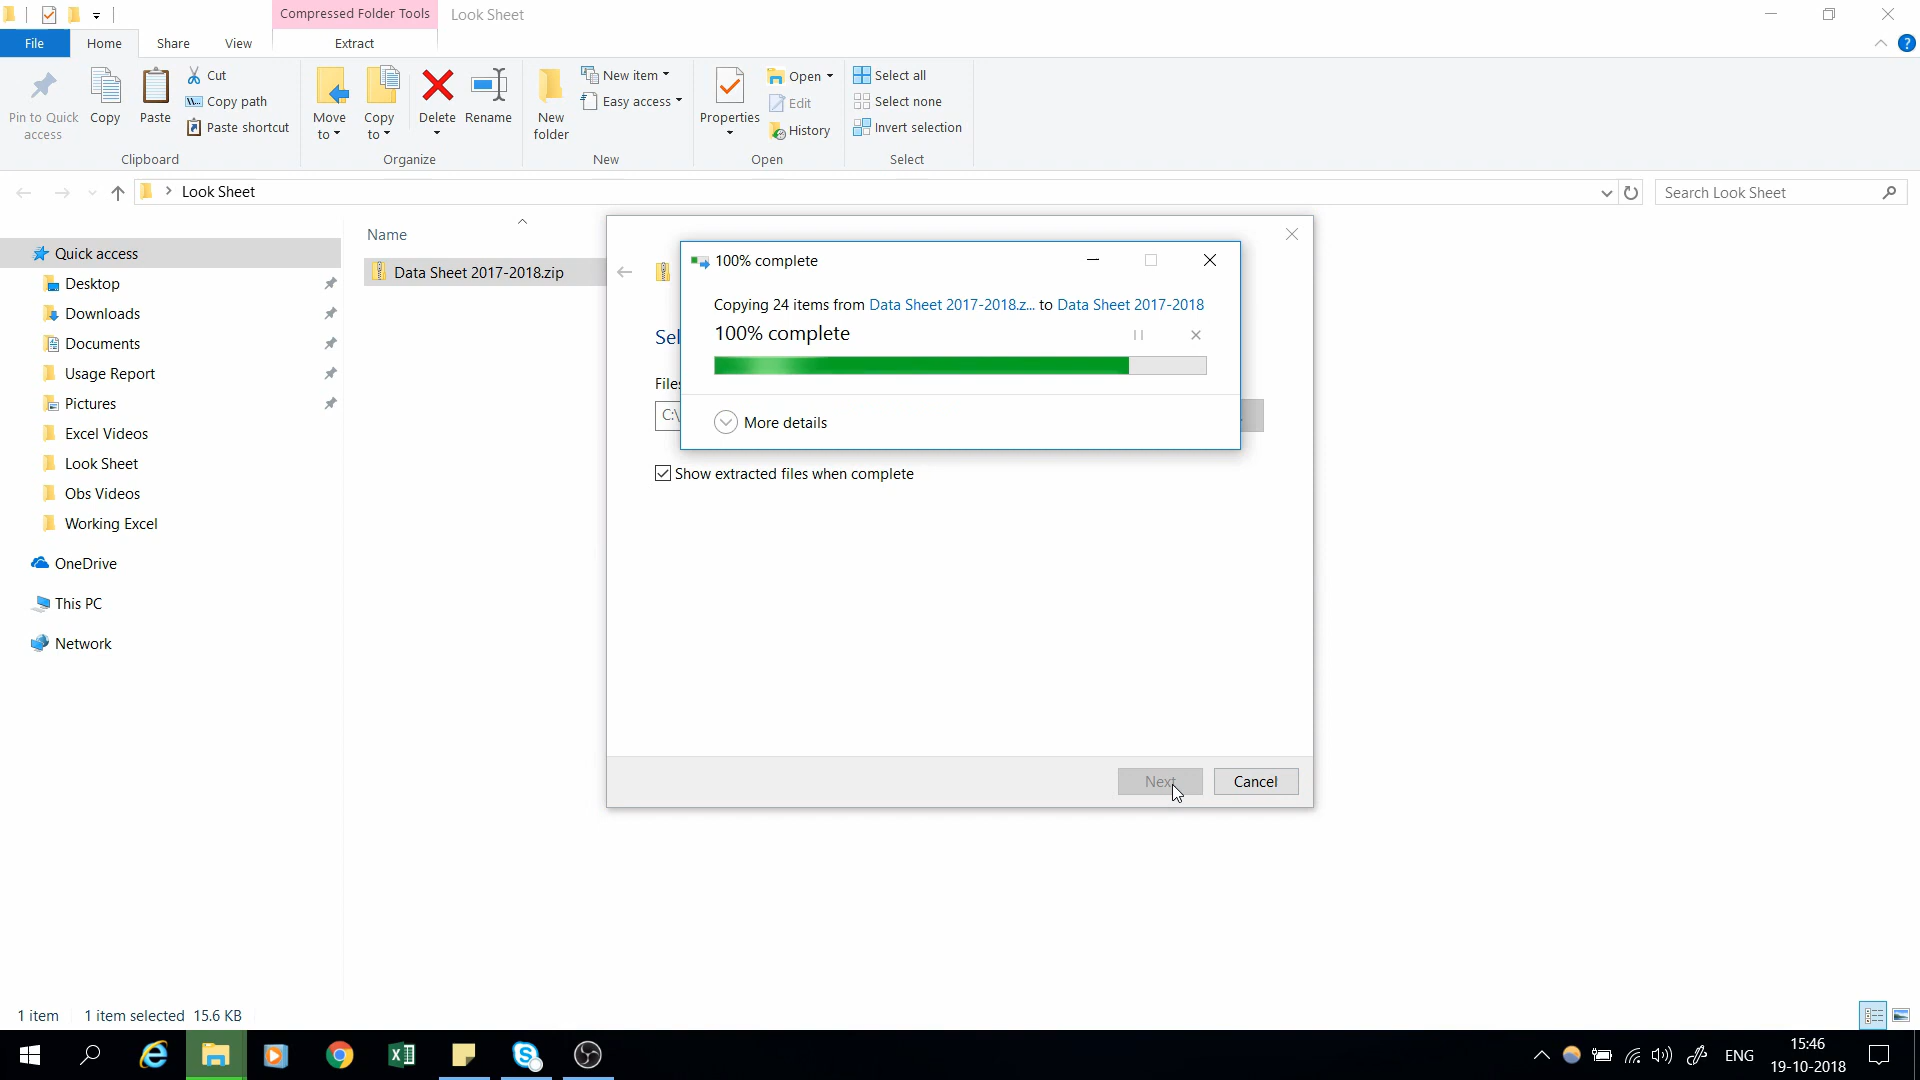 Compressed Folder Tools
Look Sheet
File
Home
Share
View
Extract
Pin to Quick access
Copy
Paste
Cut
Copy path
Paste shortcut
Clipboard
Move to
Copy to
Delete
Rename
Organize
New folder
New item
Easy access
New
Properties
Open
Edit
History
Open
Select all
Select none
Invert selection
Select
Look Sheet
Search Look Sheet
Quick access
Desktop
Downloads
Documents
Usage Report
Pictures
Excel Videos
Look Sheet
Obs Videos
Working Excel
OneDrive
This PC
Network
Name
Data Sheet 2017-2018.zip
100% complete
Copying 24 items from Data Sheet 2017-2018.z... to Data Sheet 2017-2018
100% complete
More details
Sel
Files
C:\
Show extracted files when complete
Next
Cancel
1 item
1 item selected 15.6 KB
ENG
15:46
19-10-2018